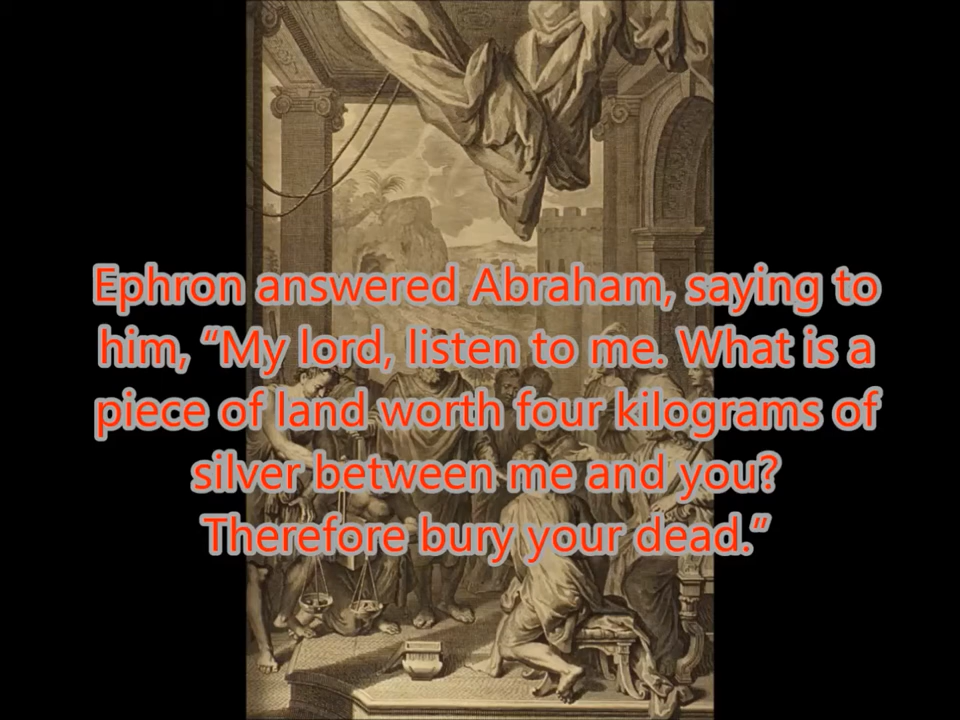 Ephron answered Abraham, saying to
him, “My lord, listen to me. What is a
piece of land worth four kilograms of
silver between me and you?
Therefore bury your dead.”